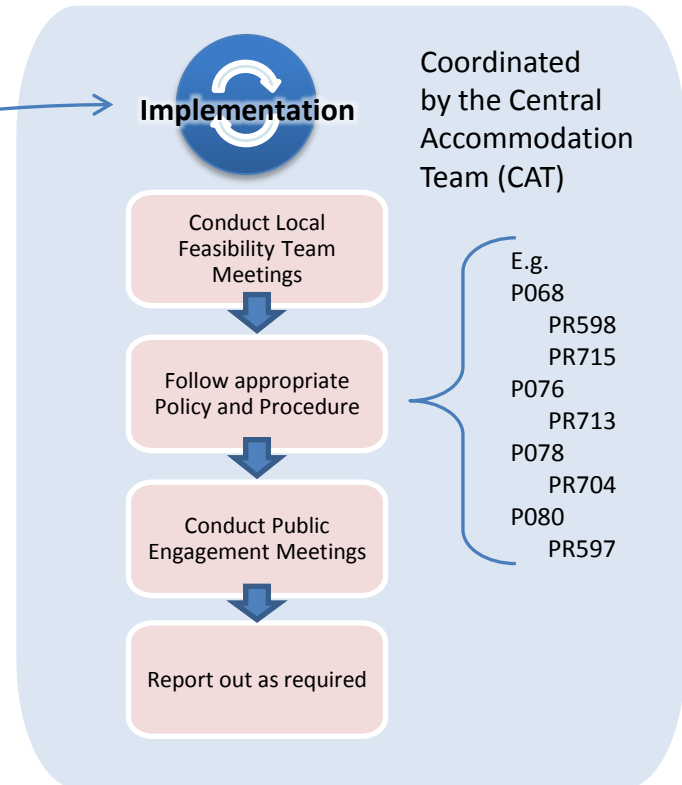 Implementation
Coordinated
by the Central
Accommodation
Team (CAT)
Conduct Local
Feasibility Team
Meetings
Follow appropriate
Policy and Procedure
E.g.
P068
PR598
PR715
P076
PR713
P078
PR704
P080
PR597
Conduct Public
Engagement Meetings
Report out as required